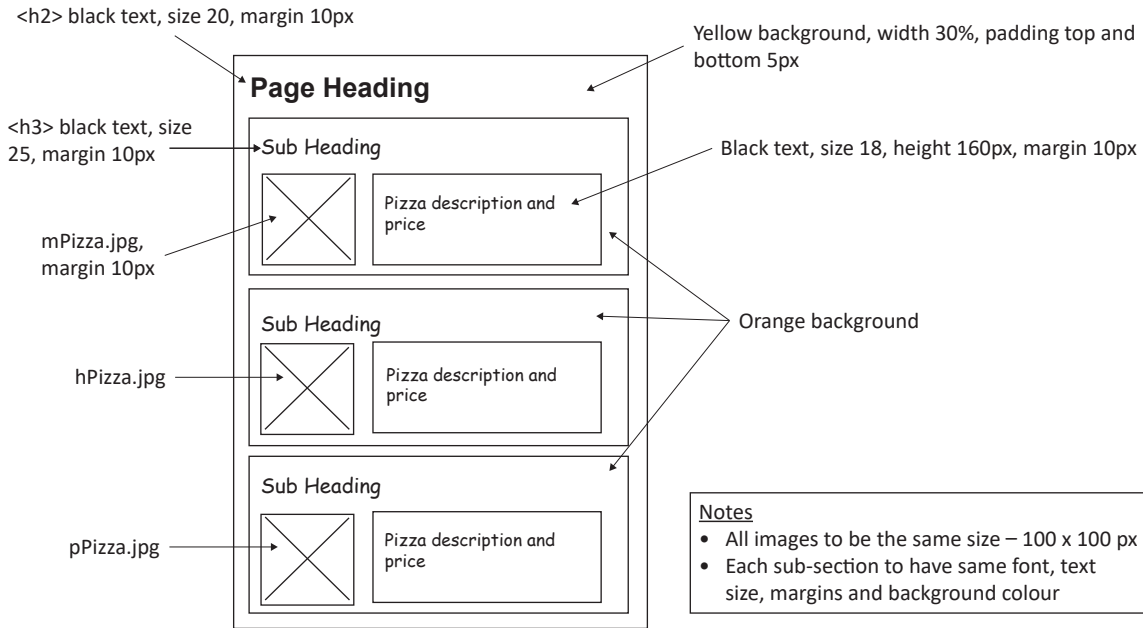 <h2> black text, size 20, margin 10px
Yellow background, width 30%, padding top and
bottom 5px
Page Heading
<h3> black text, size
25, margin 10px
Sub Heading
Black text, size 18, height 160px, margin 10px
Pizza description and
price
mPizza.jpg,
margin 10px
Orange background
Sub Heading
hPizza.jpg
Pizza description and
price
Sub Heading
pPizza.jpg
Pizza description and
price
Notes
• All images to be the same size – 100 x 100 px
• Each sub-section to have same font, text
size, margins and background colour